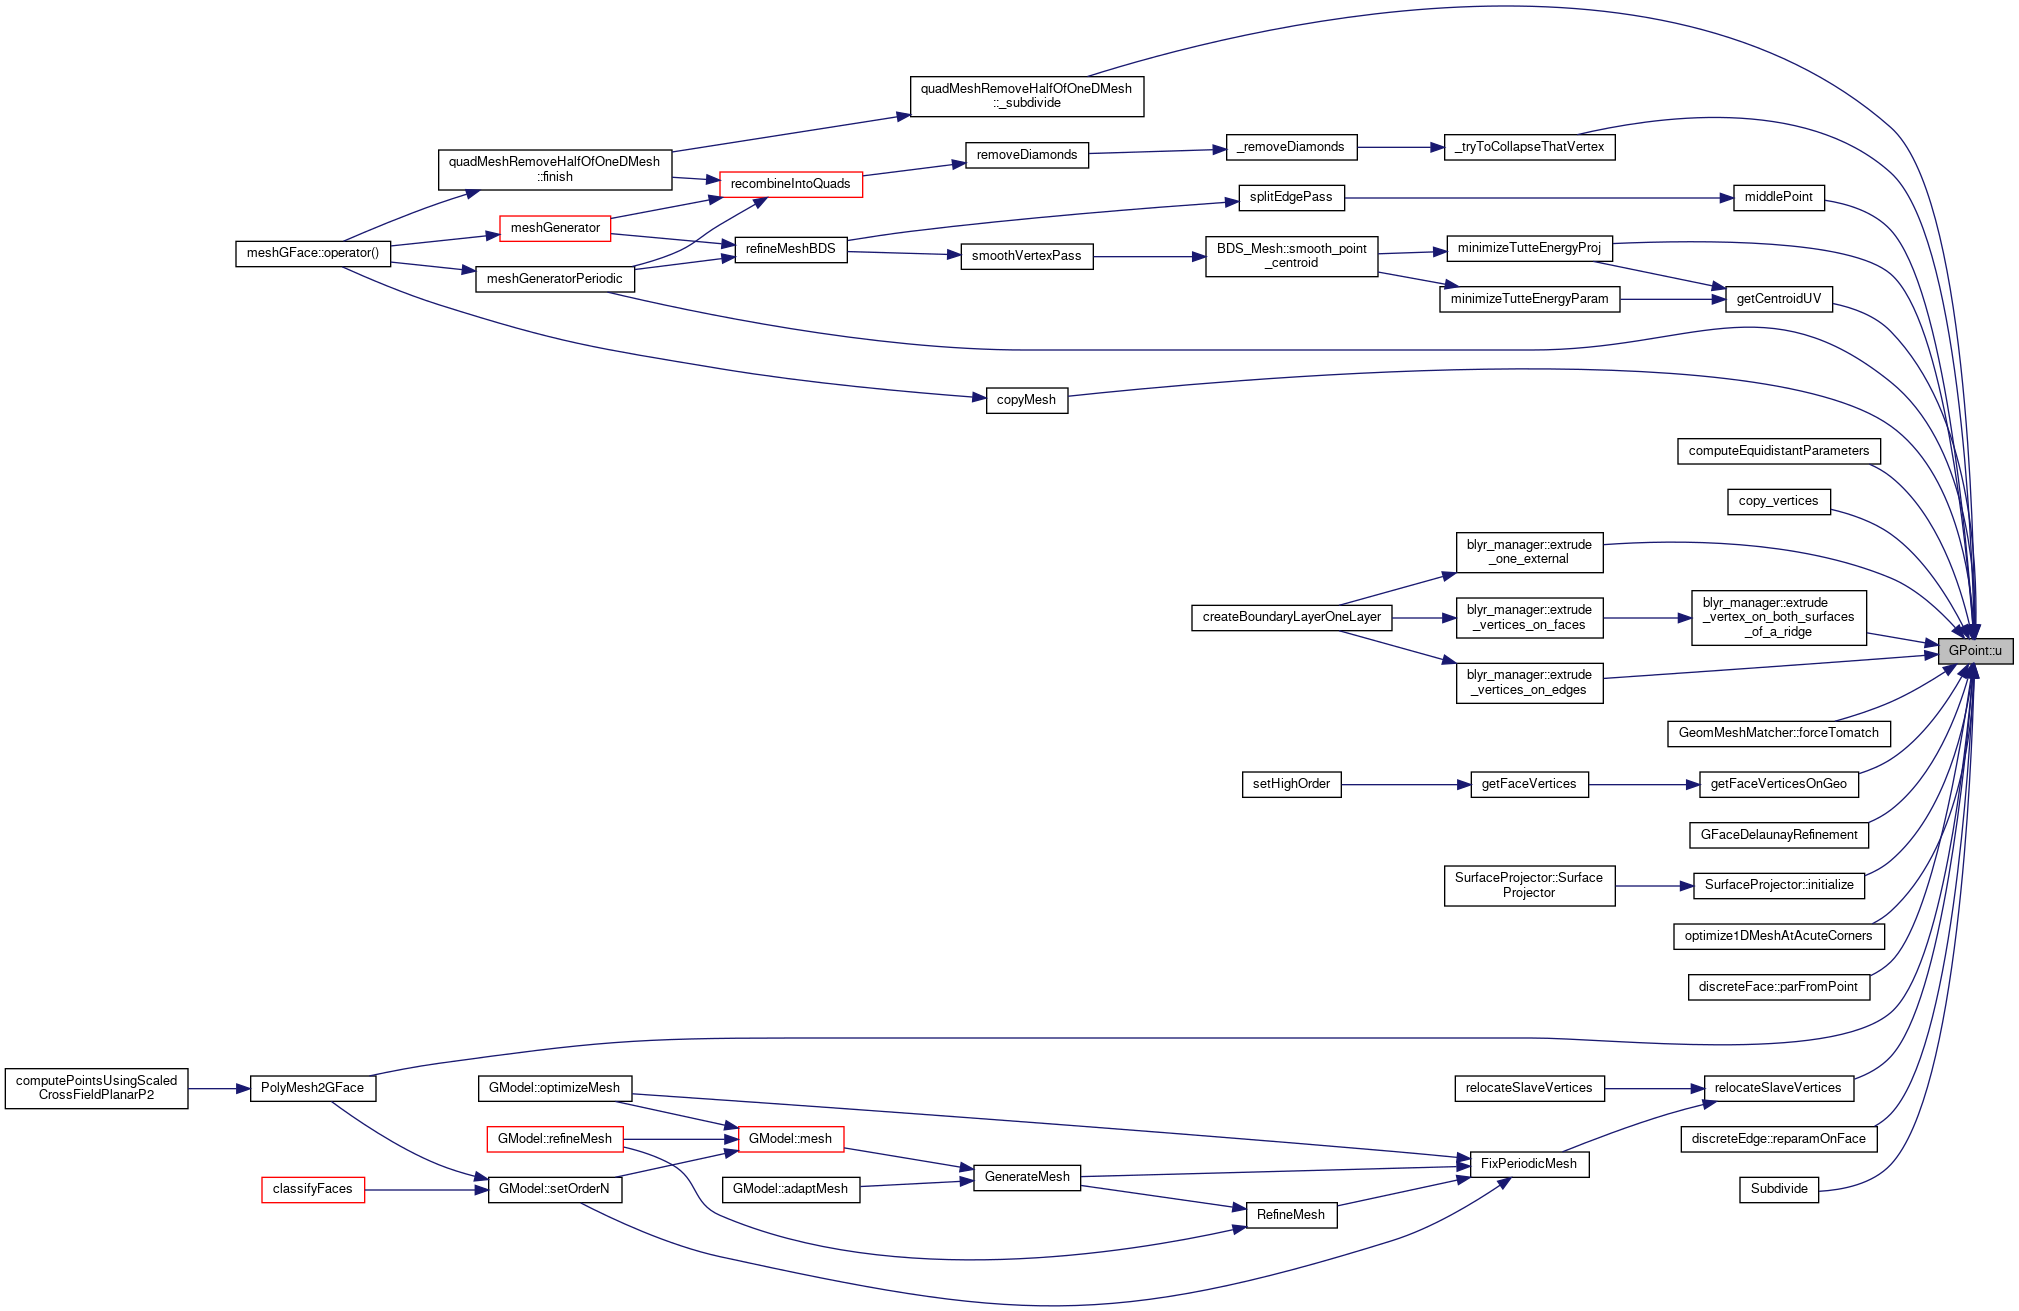 quadMeshRemoveHalfOfOneDMesh
::_subdivide
_tryToCollapseThatVertex
_removeDiamonds
removeDiamonds
quadMeshRemoveHalfOfOneDMesh
::finish
recombineIntoQuads
splitEdgePass
middlePoint
meshGenerator
meshGFace::operator()
refineMeshBDS
smoothVertexPass
BDS_Mesh::smooth_point
_centroid
minimizeTutteEnergyProj
meshGeneratorPeriodic
minimizeTutteEnergyParam
getCentroidUV
copyMesh
computeEquidistantParameters
copy_vertices
blyr_manager::extrude
_one_external
createBoundaryLayerOneLayer
blyr_manager::extrude
_vertices_on_faces
blyr_manager::extrude
_vertex_on_both_surfaces
_of_a_ridge
GPoint::u
blyr_manager::extrude
_vertices_on_edges
GeomMeshMatcher::forceTomatch
setHighOrder
getFaceVertices
getFaceVerticesOnGeo
GFaceDelaunayRefinement
SurfaceProjector::Surface
Projector
SurfaceProjector::initialize
optimize1DMeshAtAcuteCorners
discreteFace::parFromPoint
computePointsUsingScaled
CrossFieldPlanarP2
PolyMesh2GFace
GModel::optimizeMesh
relocateSlaveVertices
relocateSlaveVertices
GModel::refineMesh
GModel::mesh
discreteEdge::reparamOnFace
FixPeriodicMesh
GenerateMesh
classifyFaces
GModel::setOrderN
GModel::adaptMesh
Subdivide
RefineMesh